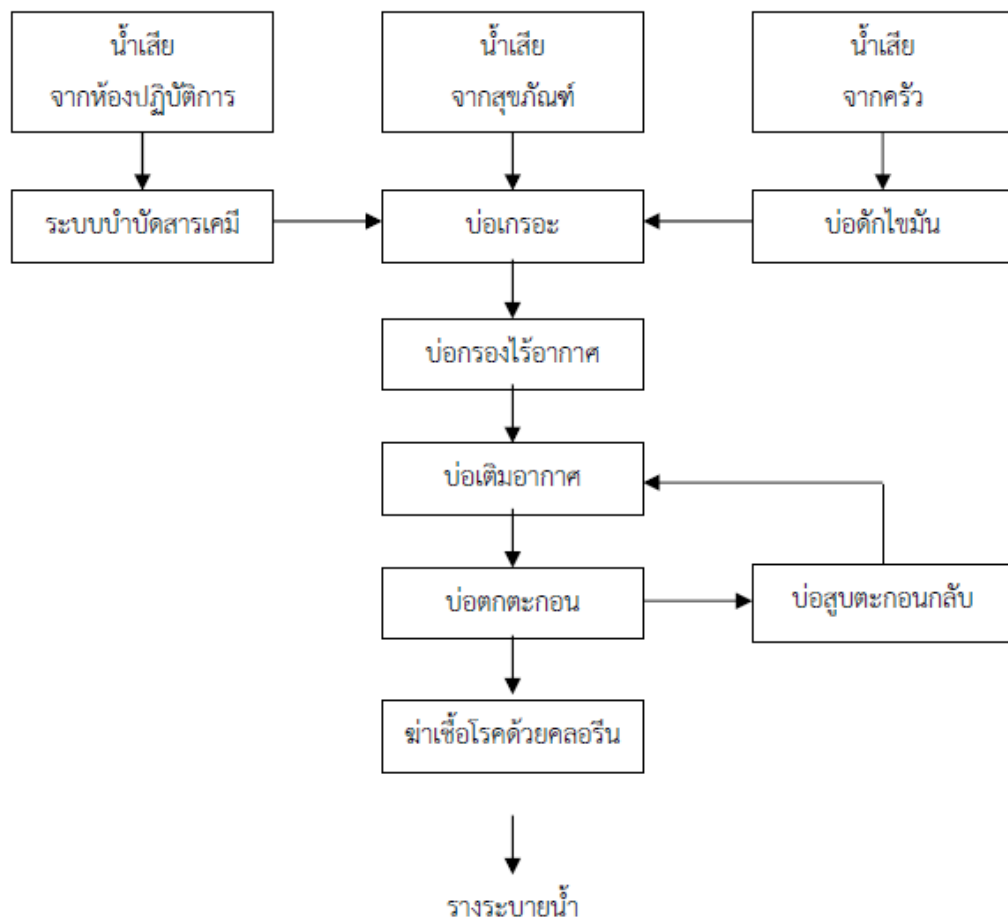 น้ำเสีย
จากห้องปฏิบัติการ
น้ำเสีย
จากสุขภัณฑ์
น้ำเสีย
จากครัว
ระบบบำบัดสารเคมี
บ่อเกรอะ
บ่อดักไขมัน
บ่อกรองไร้อากาศ
บ่อเติมอากาศ
บ่อตกตะกอน
บ่อสูบตะกอนกลับ
ฆ่าเชื้อโรคด้วยคลอรีน
รางระบายน้ำ